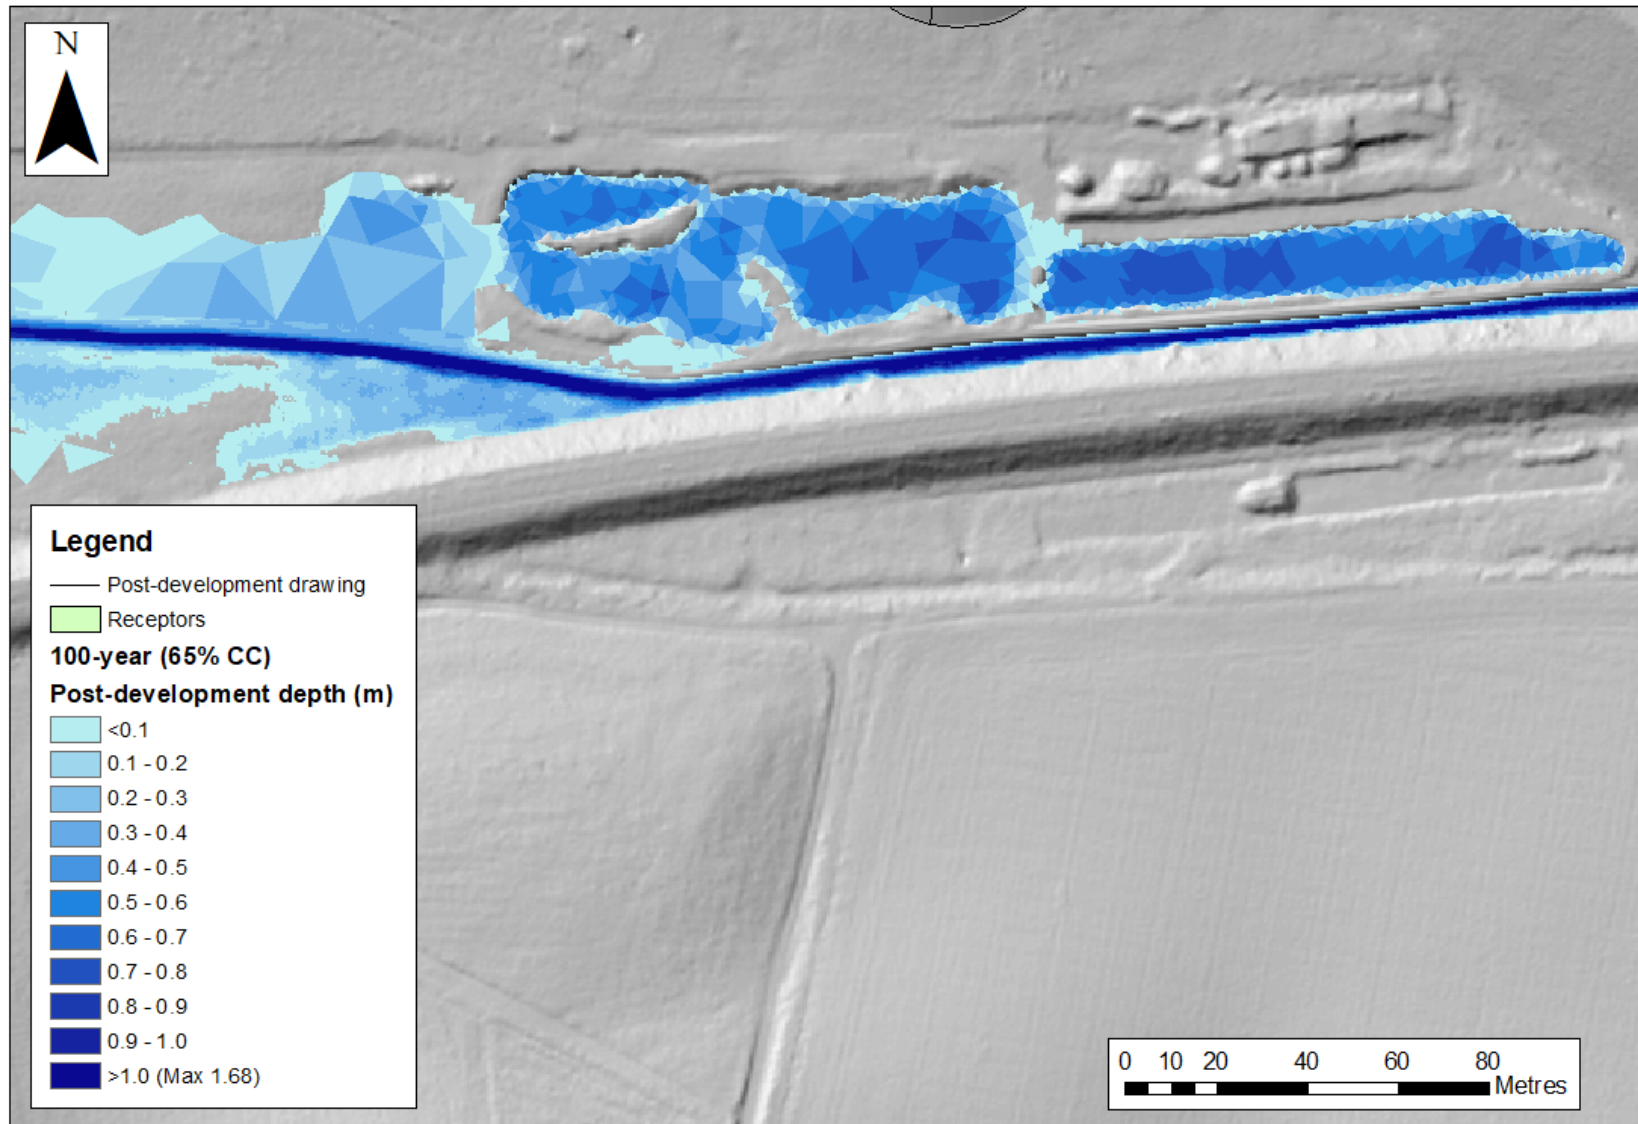 N
Legend
Post-development drawing
Receptors
100-year (65% CC)
Post-development depth (m)
<0.1
0.1 - 0.2
0.2 - 0.3
0.3 - 0.4
0.4 - 0.5
0.5 - 0.6
0.6 - 0.7
0.7 - 0.8
0.8 - 0.9
0.9 - 1.0
>1.0 (Max 1.68)
0 10 20 40 60 80
Metres